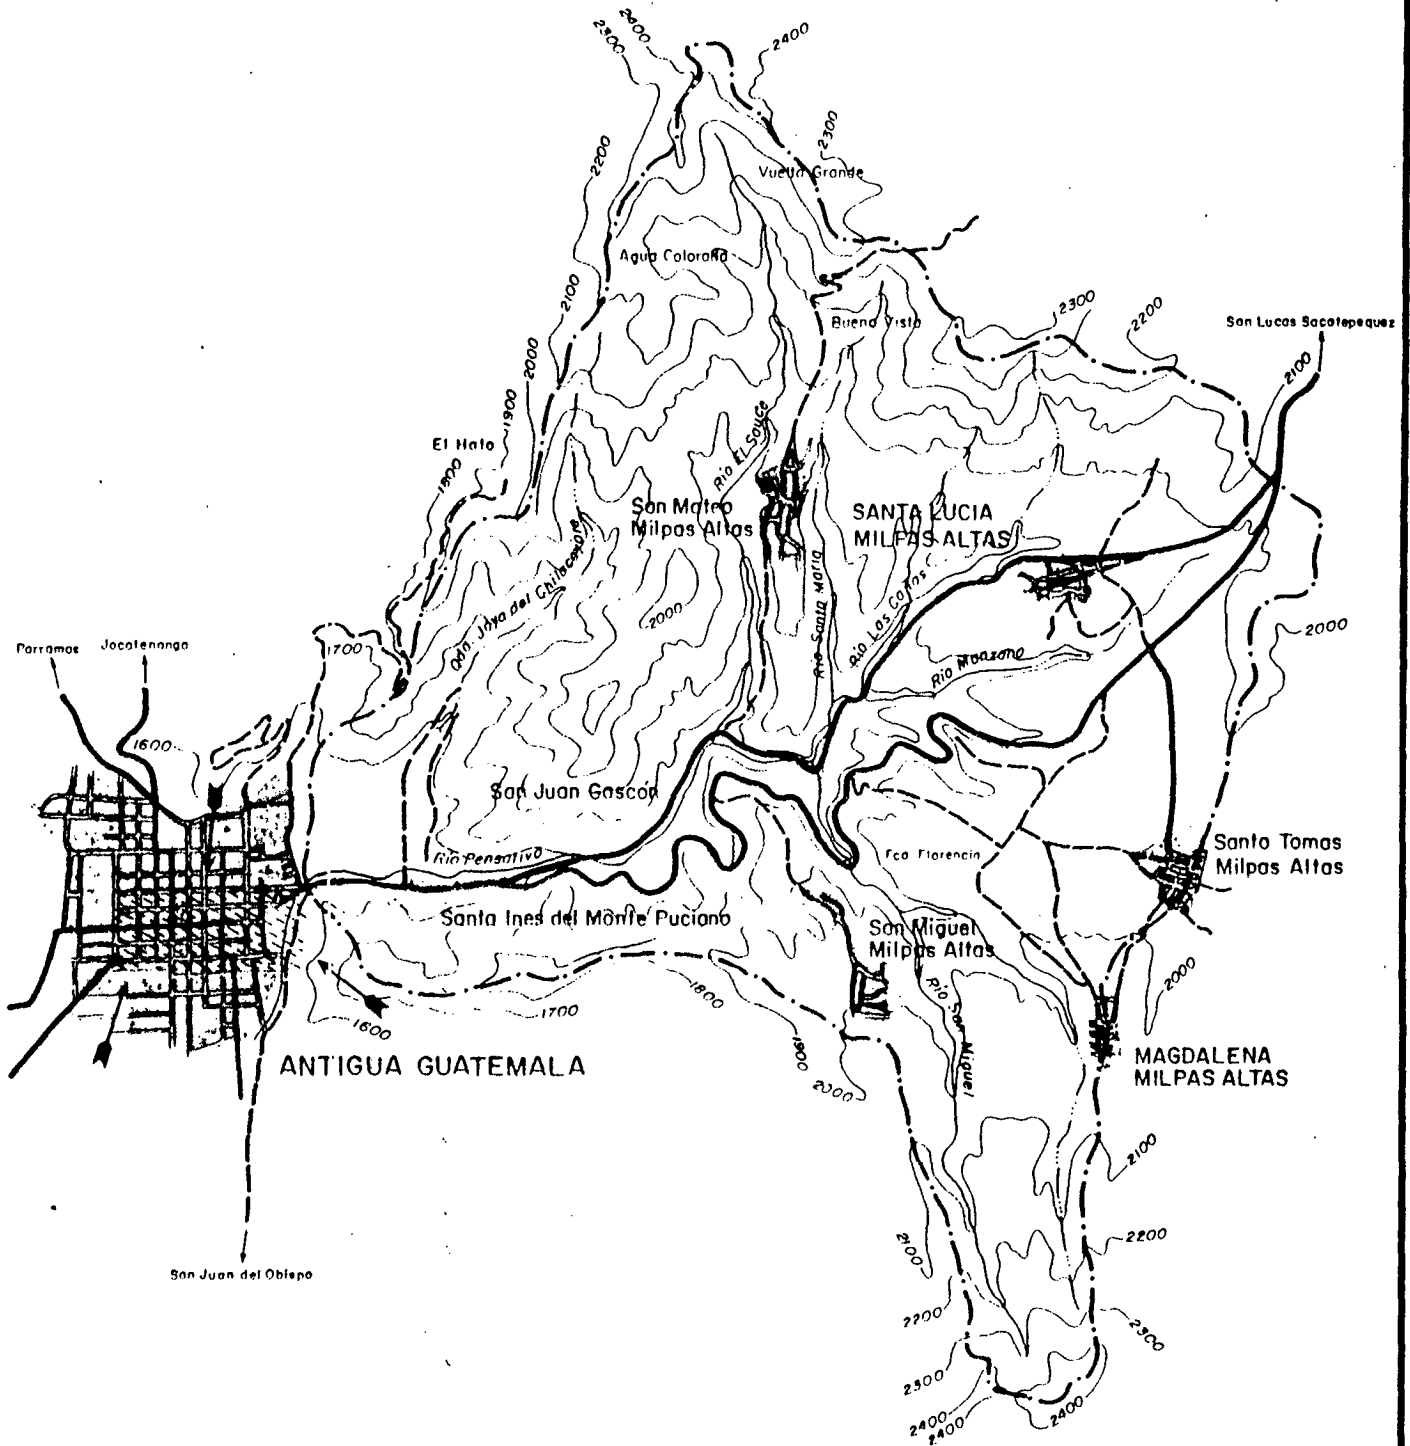 2400
2300
2400
2300
2200
Vuelta Grande
Agua Colorada
2100
2300
2200
San Lucas Sacatepequez
Buena Vista
2000
2100
1900
El Hato
1800
Rio El Sauce
San Mateo
Milpas Altas
SANTA LUCIA
MILPAS ALTAS
Qda. Joya del Chilacayote
2000
Rio Santa Maria
Rio Las Cañas
2000
Parramos
Jocotenango
1700
Rio Manzano
1600
San Juan Gascón
Rio Pensativo
Fca Florencia
Santo Tomas
Milpas Altas
Santa Ines del Monte Pulciano
San Miguel
Milpas Altas
2000
1800
1700
1600
Rio San Miguel
1900
2000
ANTIGUA GUATEMALA
MAGDALENA
MILPAS ALTAS
2100
2100
2200
San Juan del Obispo
2200
2300
2300
2400
2400
2400